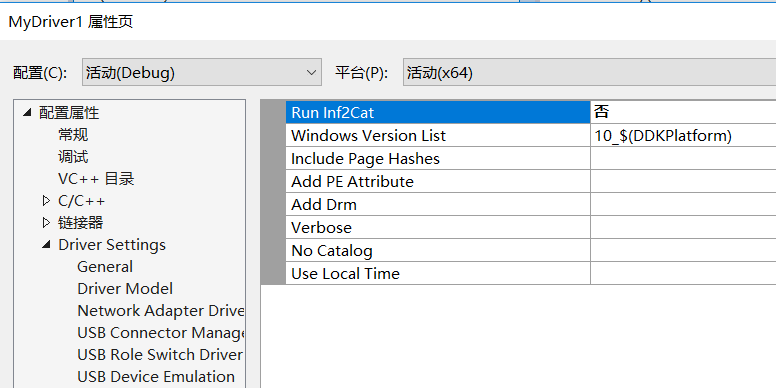 MyDriver1 属性页
配置(C): 活动(Debug) 平台(P): 活动(x64)
配置属性
常规
调试
VC++ 目录
C/C++
链接器
Driver Settings
General
Driver Model
Network Adapter Drive
USB Connector Manage
USB Role Switch Driver
USB Device Emulation
Run Inf2Cat 否
Windows Version List 10_$(DDKPlatform)
Include Page Hashes
Add PE Attribute
Add Drm
Verbose
No Catalog
Use Local Time